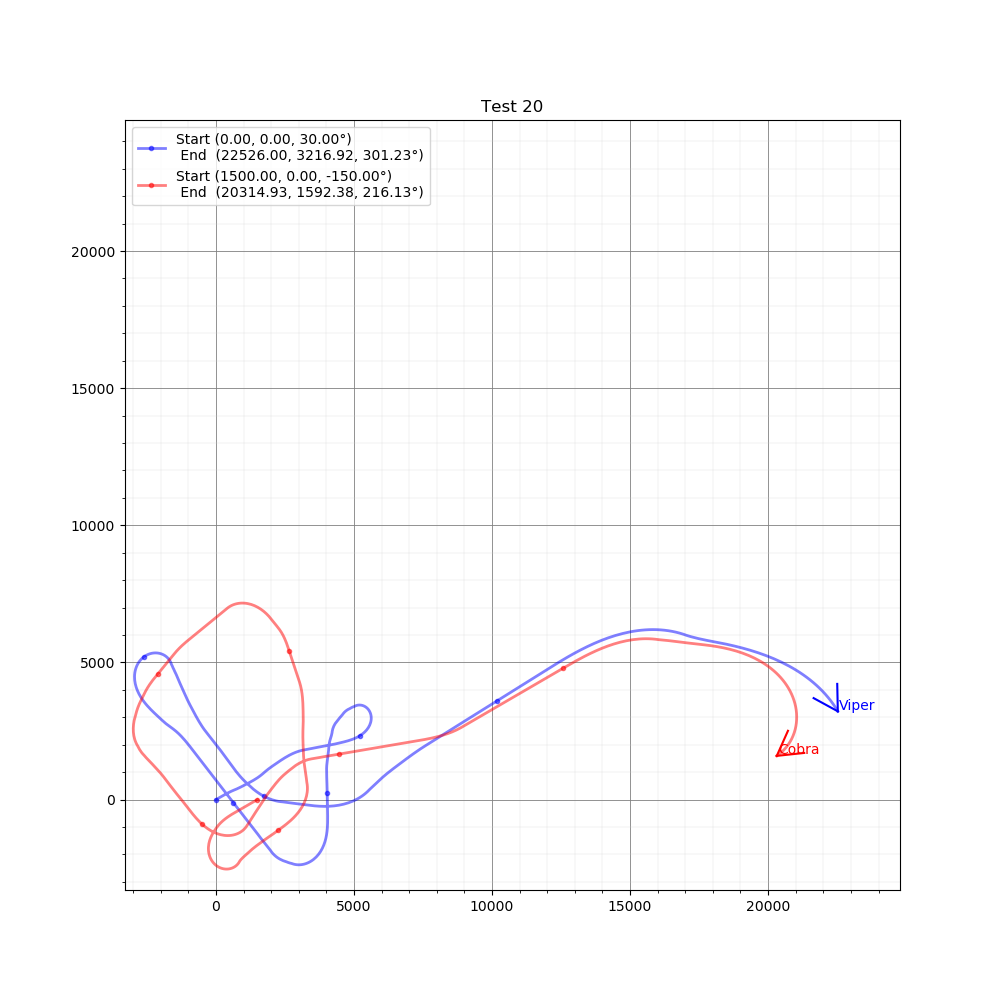 Test 20
Start (0.00, 0.00, 30.00°)
End (22526.00, 3216.92, 301.23°)
Start (1500.00, 0.00, -150.00°)
End (20314.93, 1592.38, 216.13°)
20000
15000
10000
5000
0
Viper
Cobra
0 5000 10000 15000 20000